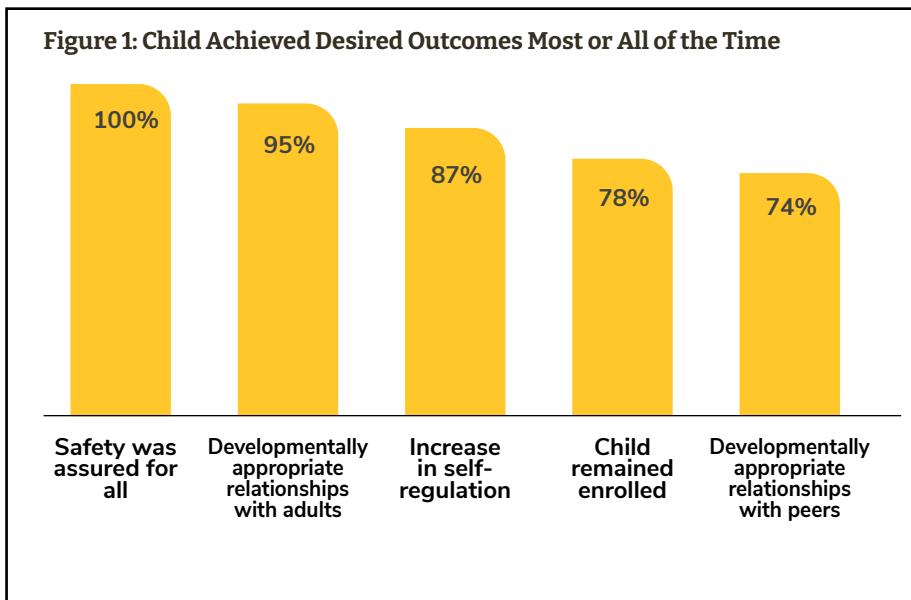 Figure 1: Child Achieved Desired Outcomes Most or All of the Time
100%
95%
87%
78%
74%
Safety was
assured for
all
Developmentally
appropriate
relationships
with adults
Increase
in self-
regulation
Child
remained
enrolled
Developmentally
appropriate
relationships
with peers